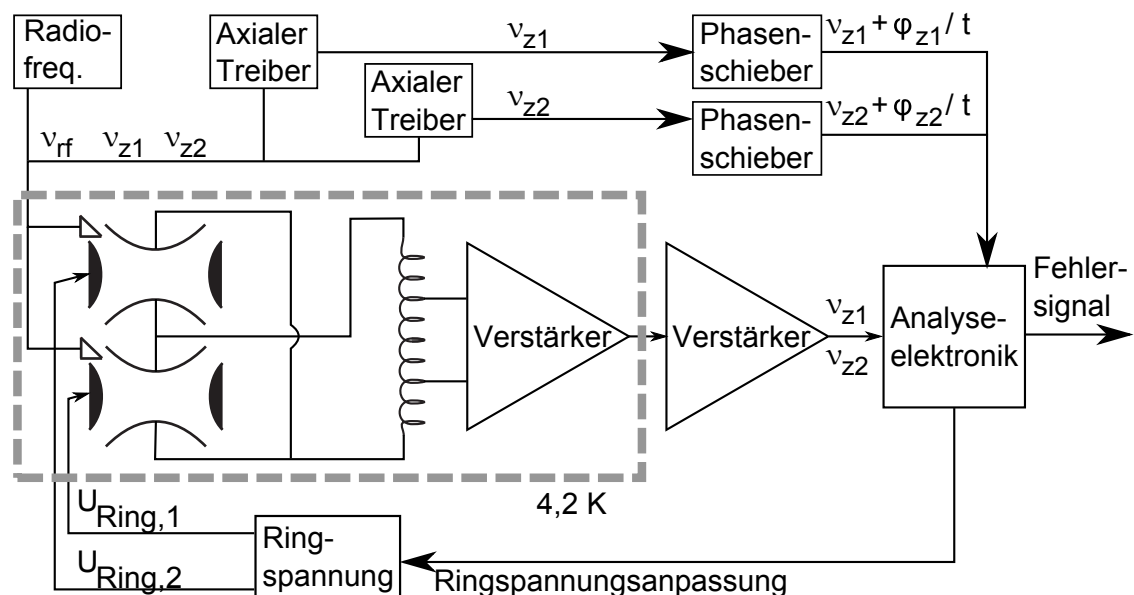 Radio-
freq.
Axialer
Treiber
ν_z1
Phasen-
schieber
ν_z1 + φ_z1 / t
Axialer
Treiber
ν_z2
Phasen-
schieber
ν_z2 + φ_z2 / t
ν_rf ν_z1 ν_z2
Verstärker
Verstärker
ν_z1
ν_z2
Analyse-
elektronik
Fehler-
signal
4,2 K
U_Ring,1
U_Ring,2
Ring-
spannung
Ringspannungsanpassung